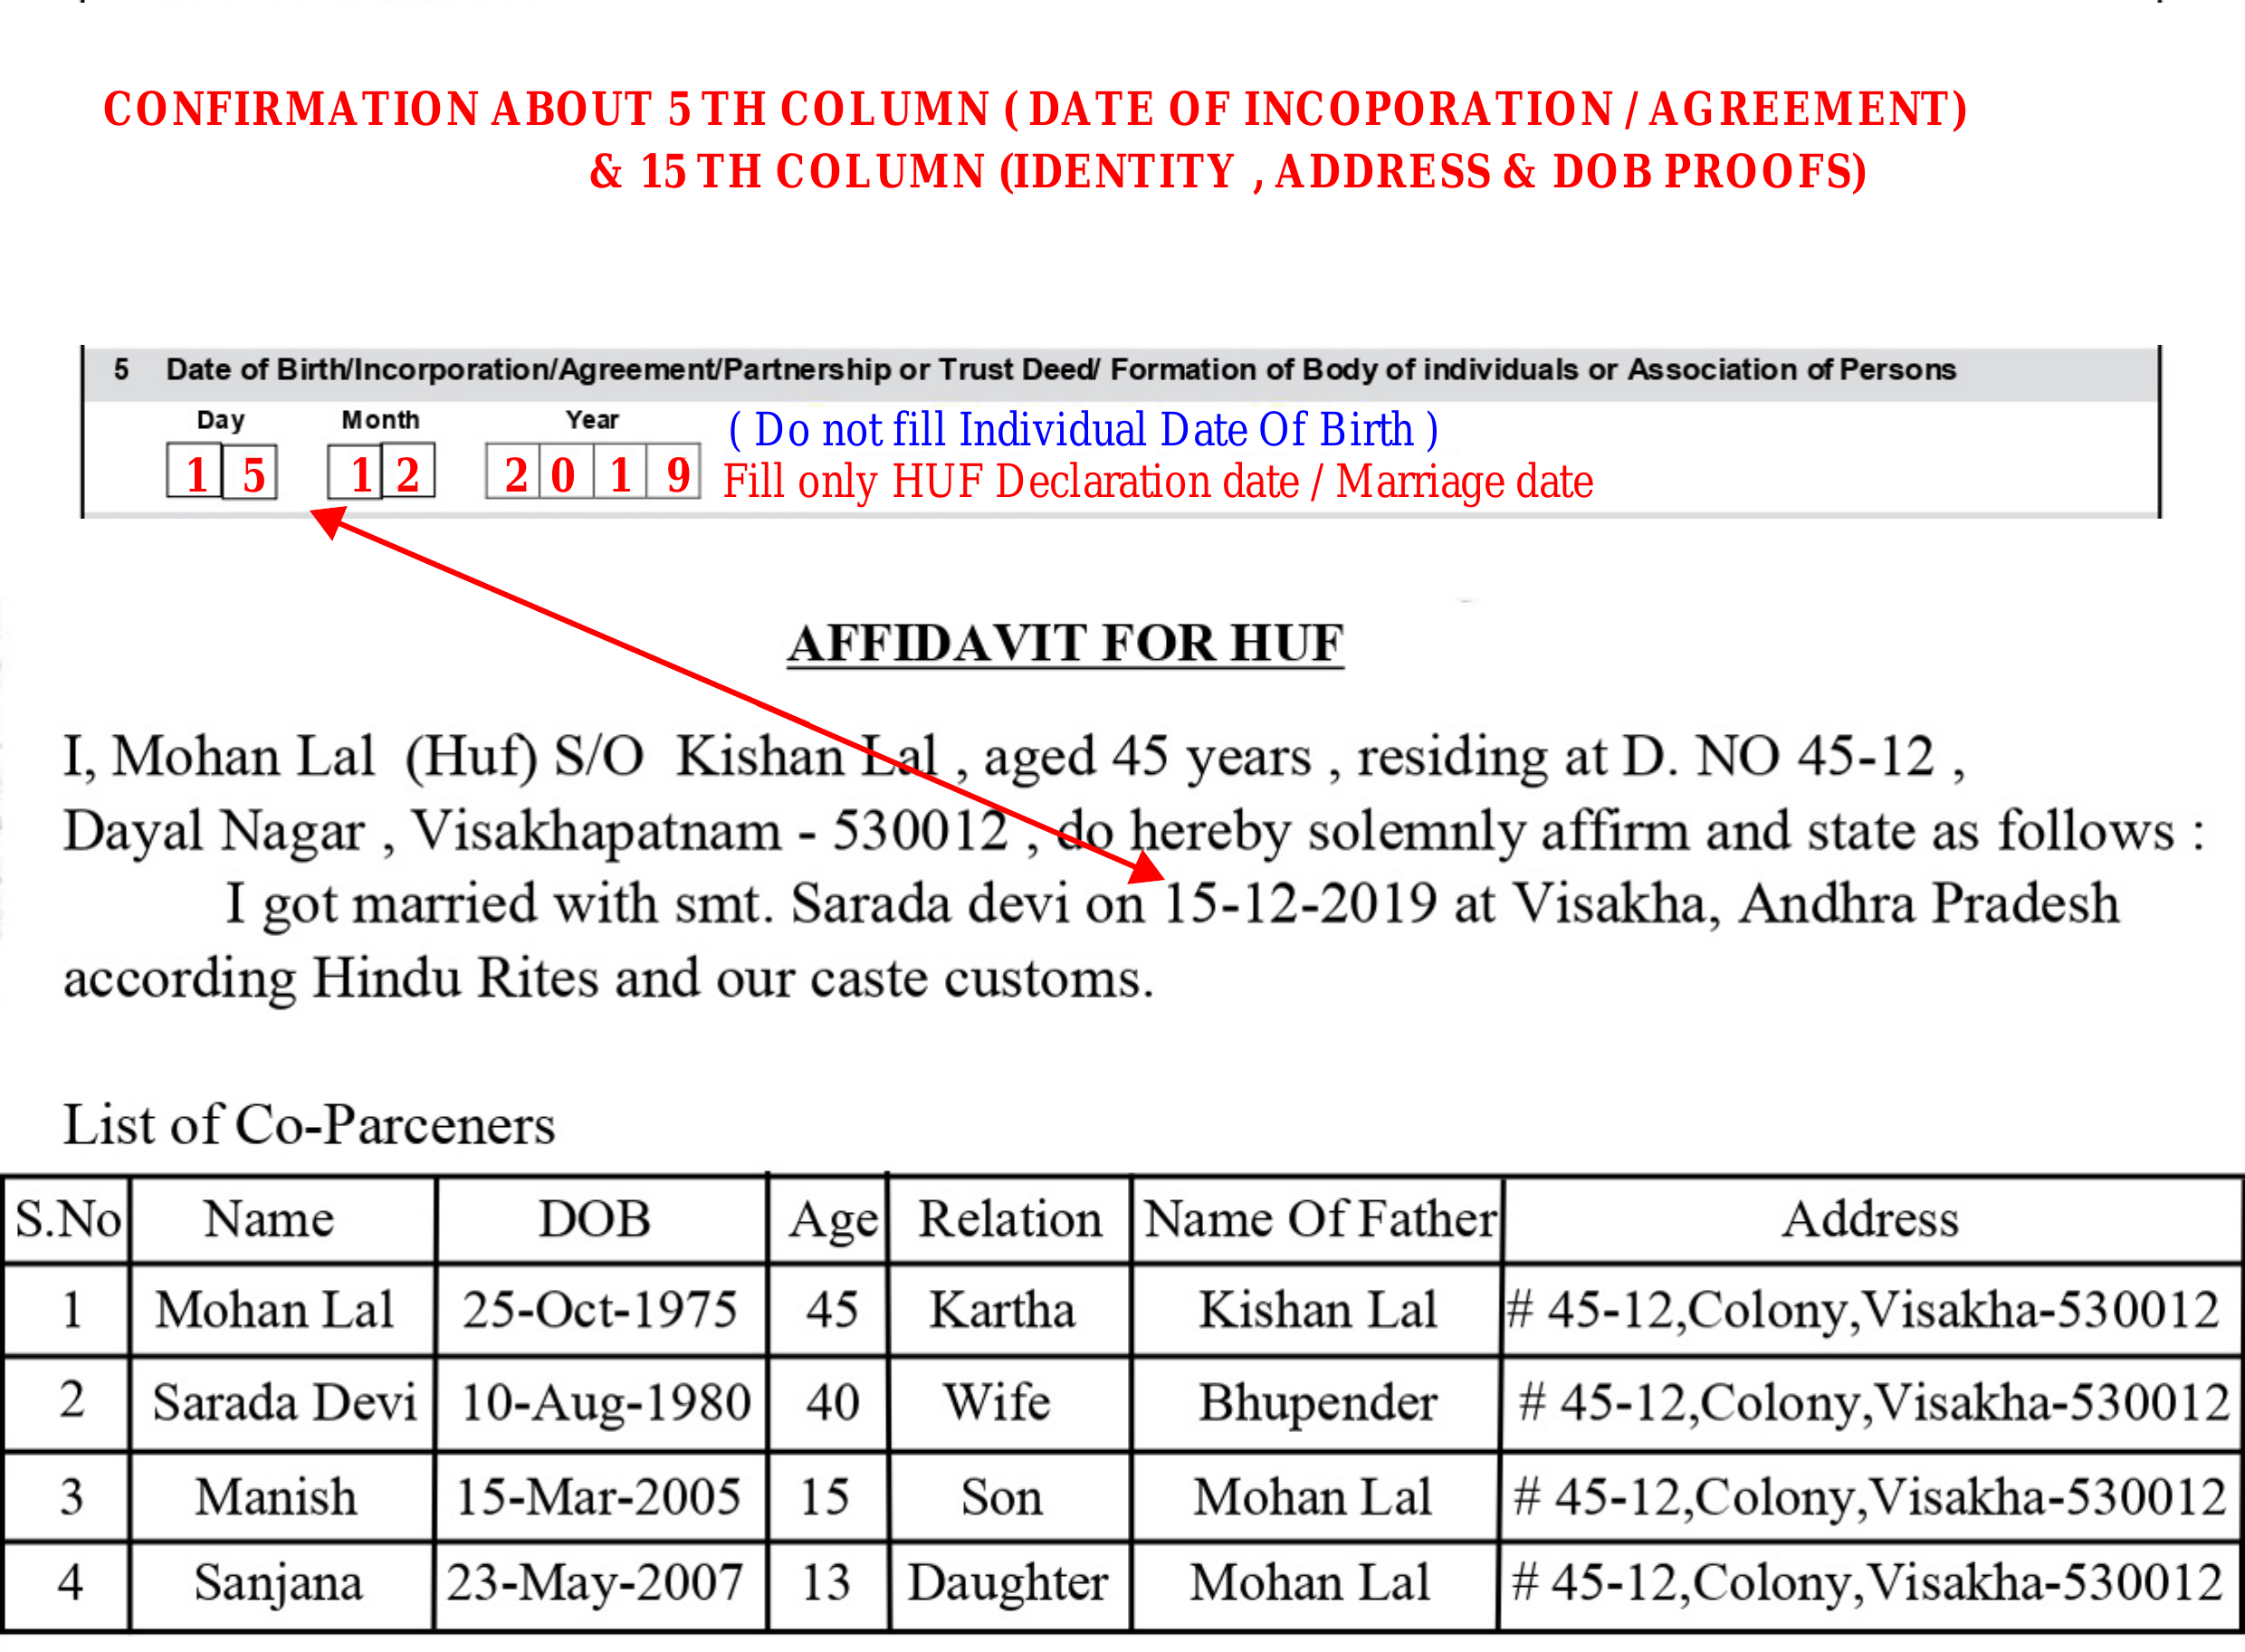 CONFIRMATION ABOUT 5 TH COLUMN ( DATE OF INCOPORATION / AGREEMENT)
& 15 TH COLUMN (IDENTITY , ADDRESS & DOB PROOFS)
5 Date of Birth/Incorporation/Agreement/Partnership or Trust Deed/ Formation of Body of individuals or Association of Persons
Day Month Year ( Do not fill Individual Date Of Birth )
1 5 1 2 2 0 1 9 Fill only HUF Declaration date / Marriage date
AFFIDAVIT FOR HUF
I, Mohan Lal (Huf) S/O Kishan Lal , aged 45 years , residing at D. NO 45-12 ,
Dayal Nagar , Visakhapatnam - 530012 , do hereby solemnly affirm and state as follows :
I got married with smt. Sarada devi on 15-12-2019 at Visakha, Andhra Pradesh
according Hindu Rites and our caste customs.
List of Co-Parceners
S.No Name DOB Age Relation Name Of Father Address
1 Mohan Lal 25-Oct-1975 45 Kartha Kishan Lal # 45-12,Colony,Visakha-530012
2 Sarada Devi 10-Aug-1980 40 Wife Bhupender # 45-12,Colony,Visakha-530012
3 Manish 15-Mar-2005 15 Son Mohan Lal # 45-12,Colony,Visakha-530012
4 Sanjana 23-May-2007 13 Daughter Mohan Lal # 45-12,Colony,Visakha-530012